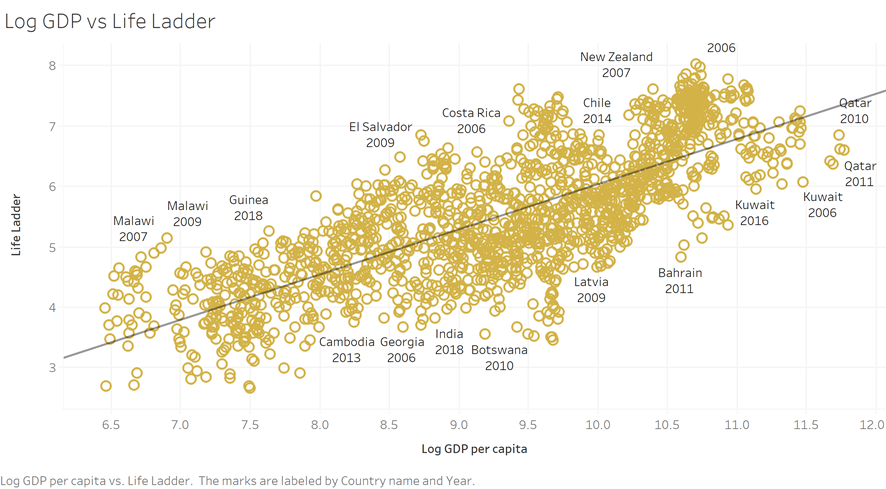 Log GDP vs Life Ladder
2006
New Zealand
2007
8
Chile
2014
Qatar
2010
Costa Rica
2006
El Salvador
2009
7
Qatar
2011
6
Kuwait
2006
Kuwait
2016
Guinea
2018
Malawi
2009
Malawi
2007
Life Ladder
5
Bahrain
2011
Latvia
2009
4
India
2018
Cambodia
2013
Georgia
2006
Botswana
2010
3
6.5 7.0 7.5 8.0 8.5 9.0 9.5 10.0 10.5 11.0 11.5 12.0
Log GDP per capita
Log GDP per capita vs. Life Ladder. The marks are labeled by Country name and Year.